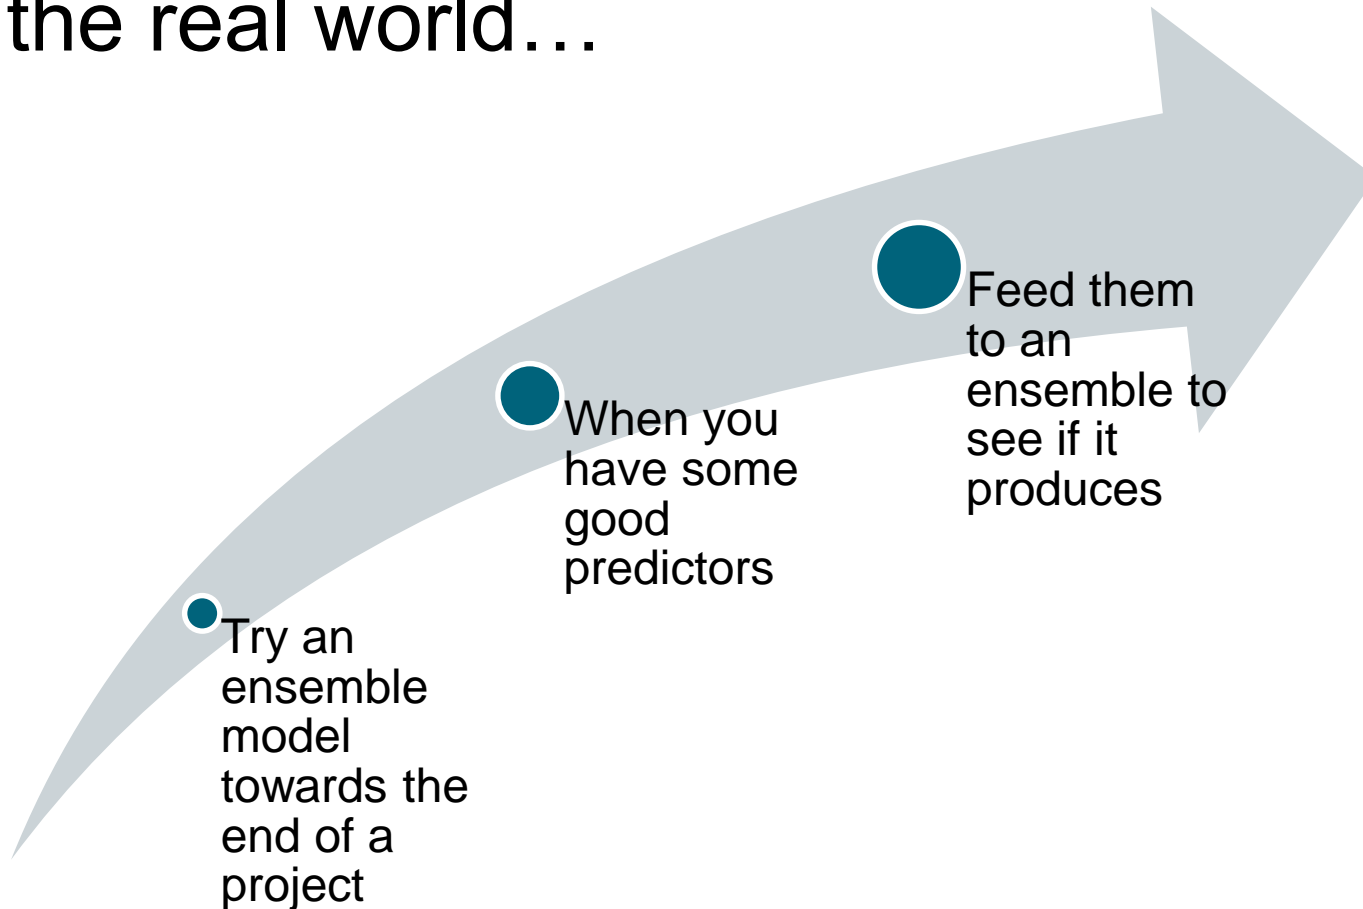 the real world…
Try an
ensemble
model
towards the
end of a
project
When you
have some
good
predictors
Feed them
to an
ensemble to
see if it
produces